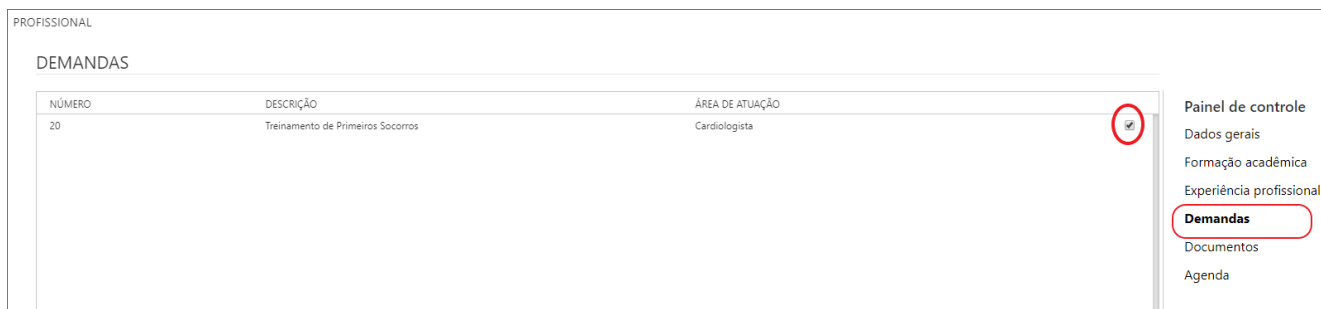 PROFISSIONAL
DEMANDAS
NÚMERO DESCRIÇÃO ÁREA DE ATUAÇÃO
20 Treinamento de Primeiros Socorros Cardiologista
Painel de controle
Dados gerais
Formação acadêmica
Experiência profissional
Demandas
Documentos
Agenda